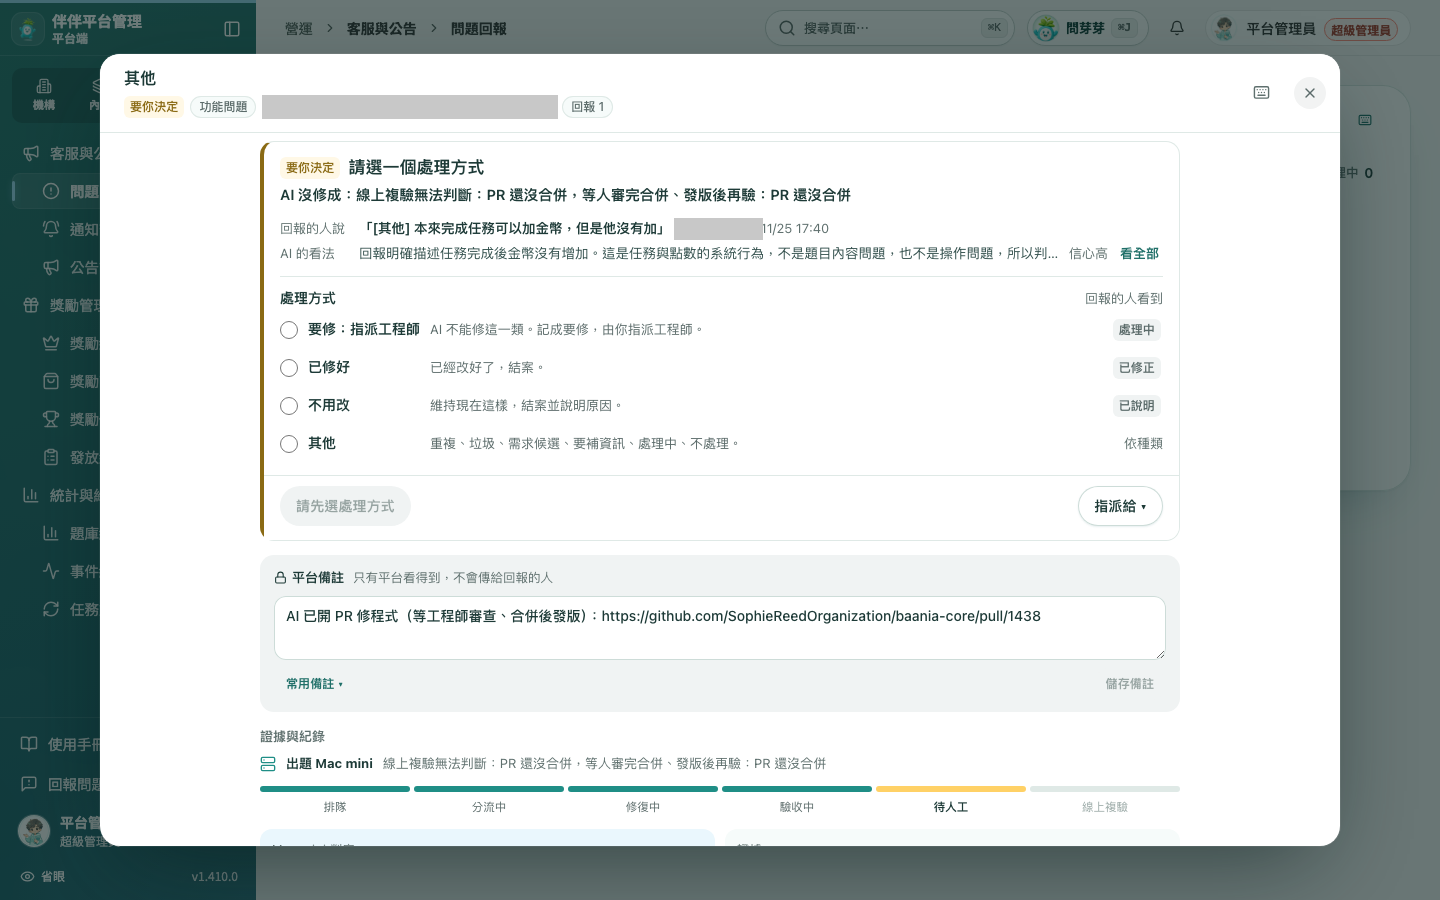 伴伴平台管理
平台端
營運 > 客服與公告 > 問題回報
搜尋頁面⋯ ⌘K
問芽芽 ⌘J
平台管理員 超級管理員
機構
客服與
問題
通知
公告
獎勵管
獎勵
獎勵
獎勵
發放
統計與
題庫
事件
任務
使用手冊
回報問題
平台管
超級管理
省眼 v1.410.0
中 0
其他
要你決定 功能問題 回報 1
要你決定 請選一個處理方式
AI 沒修成：線上複驗無法判斷：PR 還沒合併，等人審完合併、發版後再驗：PR 還沒合併
回報的人說 「[其他] 本來完成任務可以加金幣，但是他沒有加」 11/25 17:40
AI 的看法 回報明確描述任務完成後金幣沒有增加。這是任務與點數的系統行為，不是題目內容問題，也不是操作問題，所以判... 信心高 看全部
處理方式 回報的人看到
要修：指派工程師 AI 不能修這一類。記成要修，由你指派工程師。 處理中
已修好 已經改好了，結案。 已修正
不用改 維持現在這樣，結案並說明原因。 已說明
其他 重複、垃圾、需求候選、要補資訊、處理中、不處理。 依種類
請先選處理方式 指派給 ▾
平台備註 只有平台看得到，不會傳給回報的人
AI 已開 PR 修程式（等工程師審查、合併後發版）：https://github.com/SophieReedOrganization/baania-core/pull/1438
常用備註 ▾ 儲存備註
證據與紀錄
出題 Mac mini 線上複驗無法判斷：PR 還沒合併，等人審完合併、發版後再驗：PR 還沒合併
排隊 分流中 修復中 驗收中 待人工 線上複驗